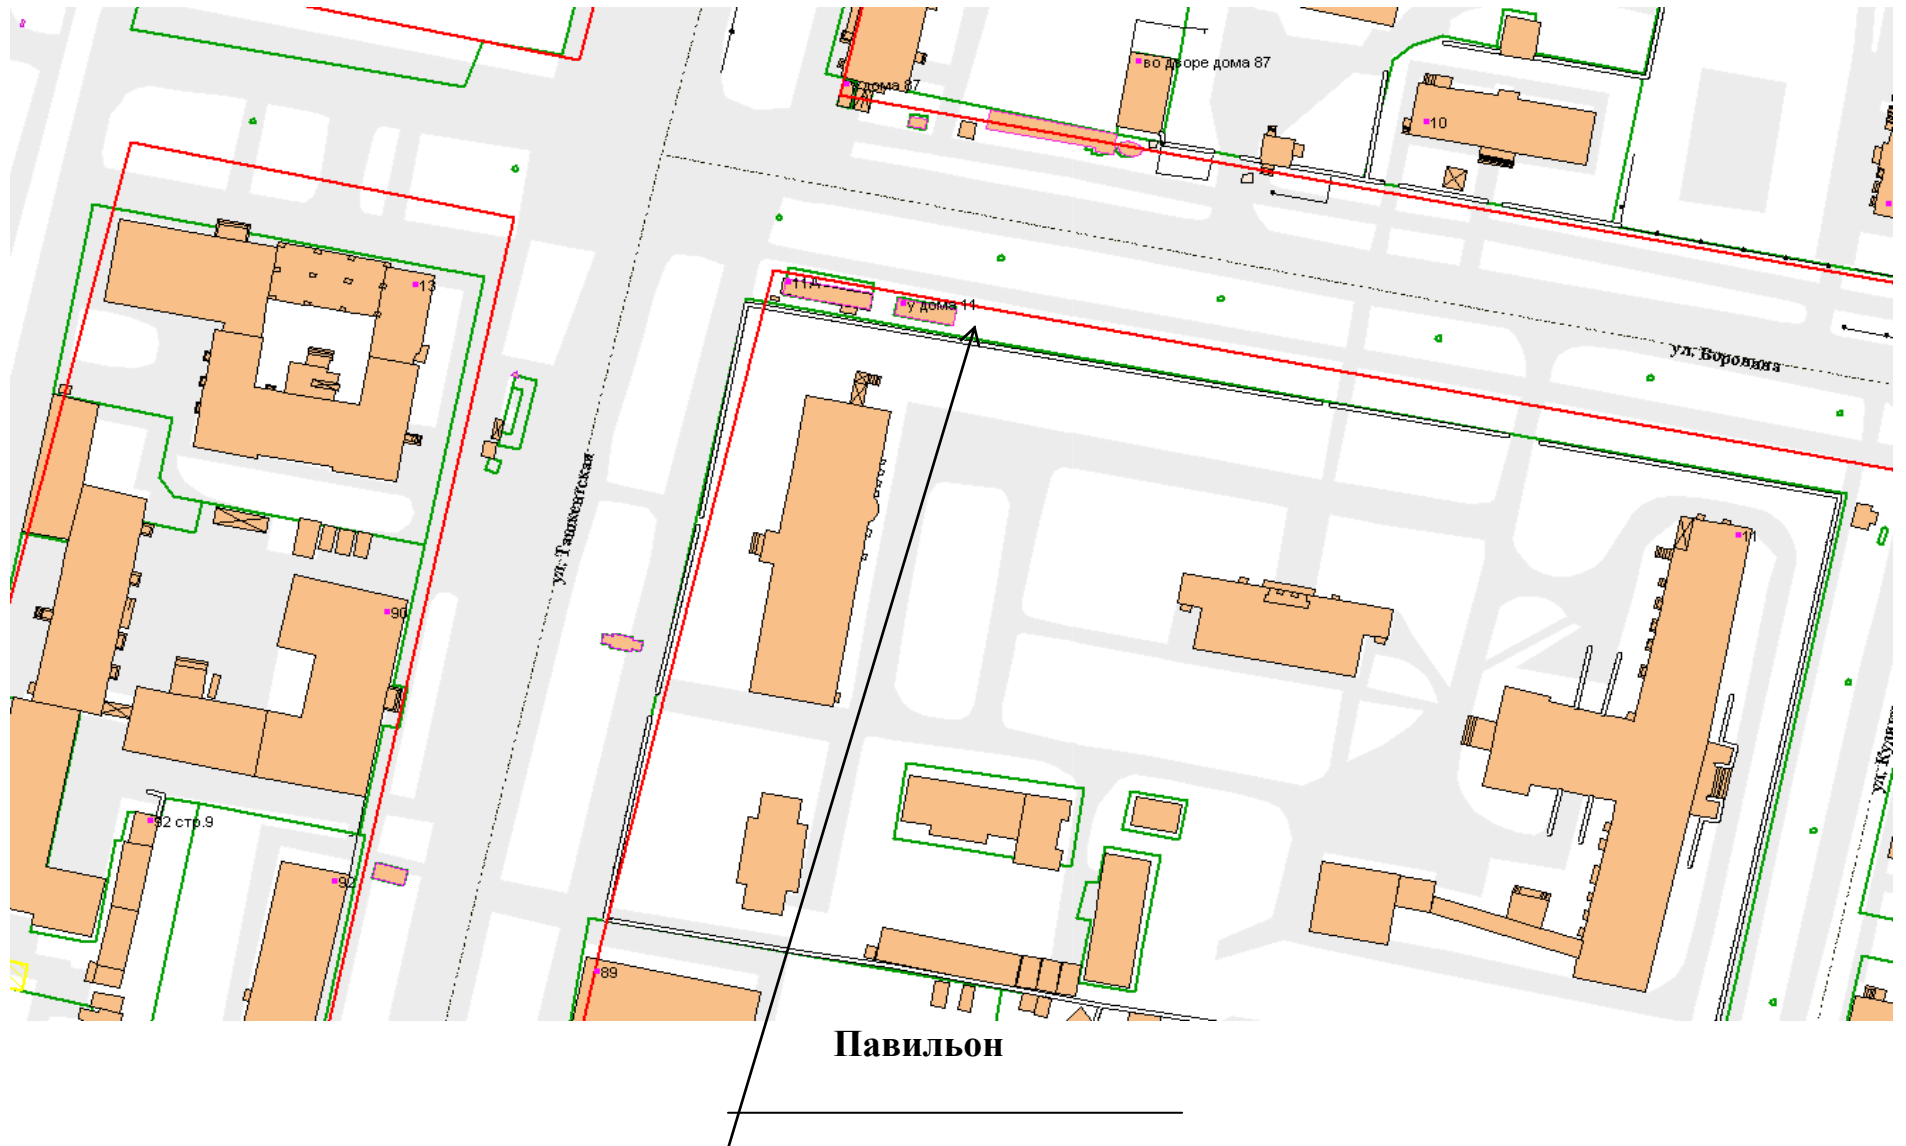 во дворе дома 87
у дома 87
10
13
11А
у дома 11
ул. Воронина
ул. Ташкентская
11
90
92 стр.9
92
89
Павильон